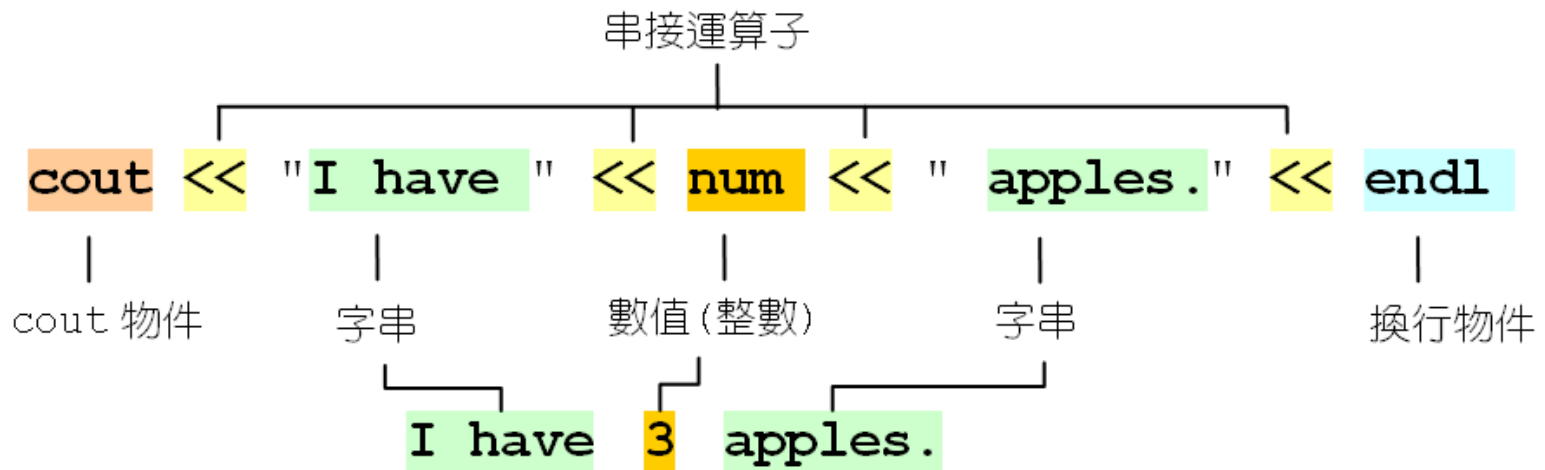 串接運算子
cout << "I have " << num << " apples." << endl
cout 物件 字串 數值(整數) 字串 換行物件
I have 3 apples.